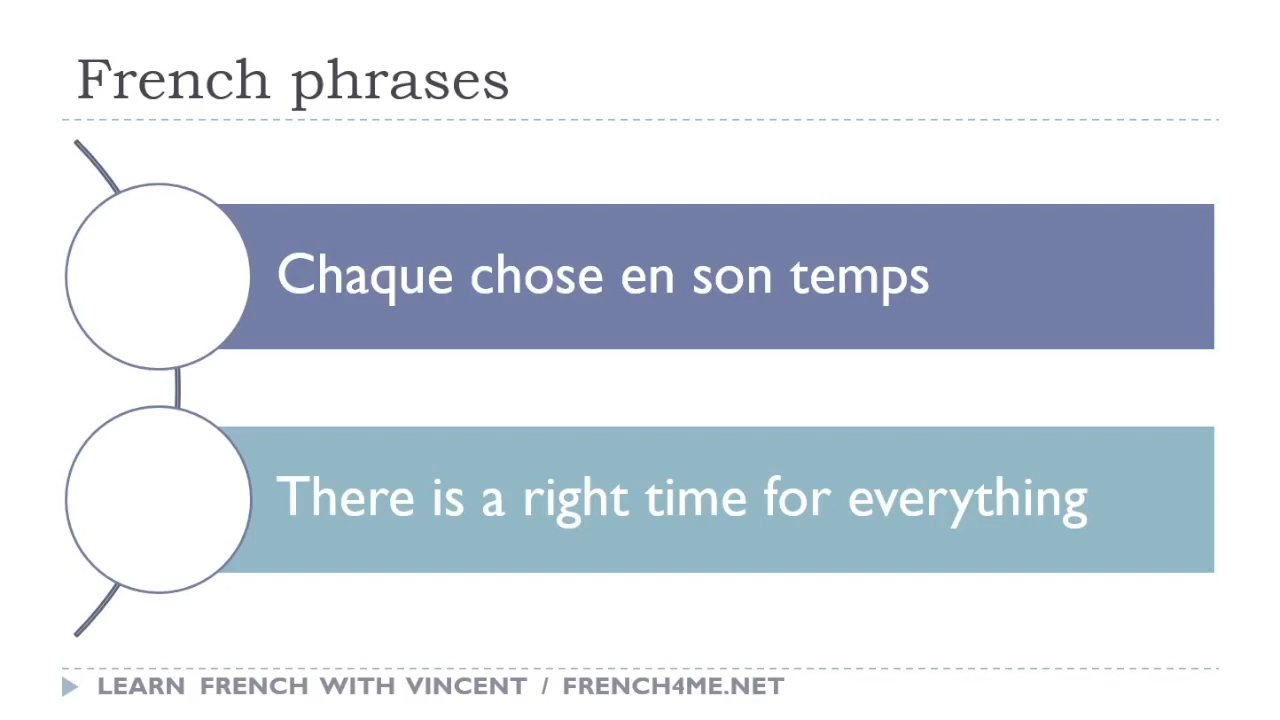 French phrases
Chaque chose en son temps
There is a right time for everything
LEARN FRENCH WITH VINCENT / FRENCH4ME.NET